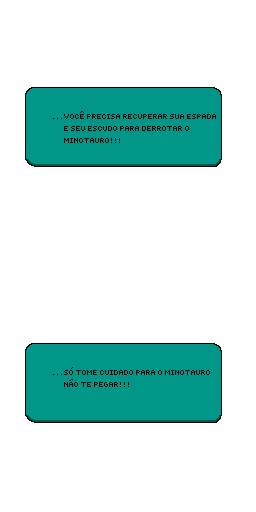 ...VOCÊ PRECISA RECUPERAR SUA ESPADA
E SEU ESCUDO PARA DERROTAR O
MINOTAURO!!!
...SÓ TOME CUIDADO PARA O MINOTAURO
NÃO TE PEGAR!!!